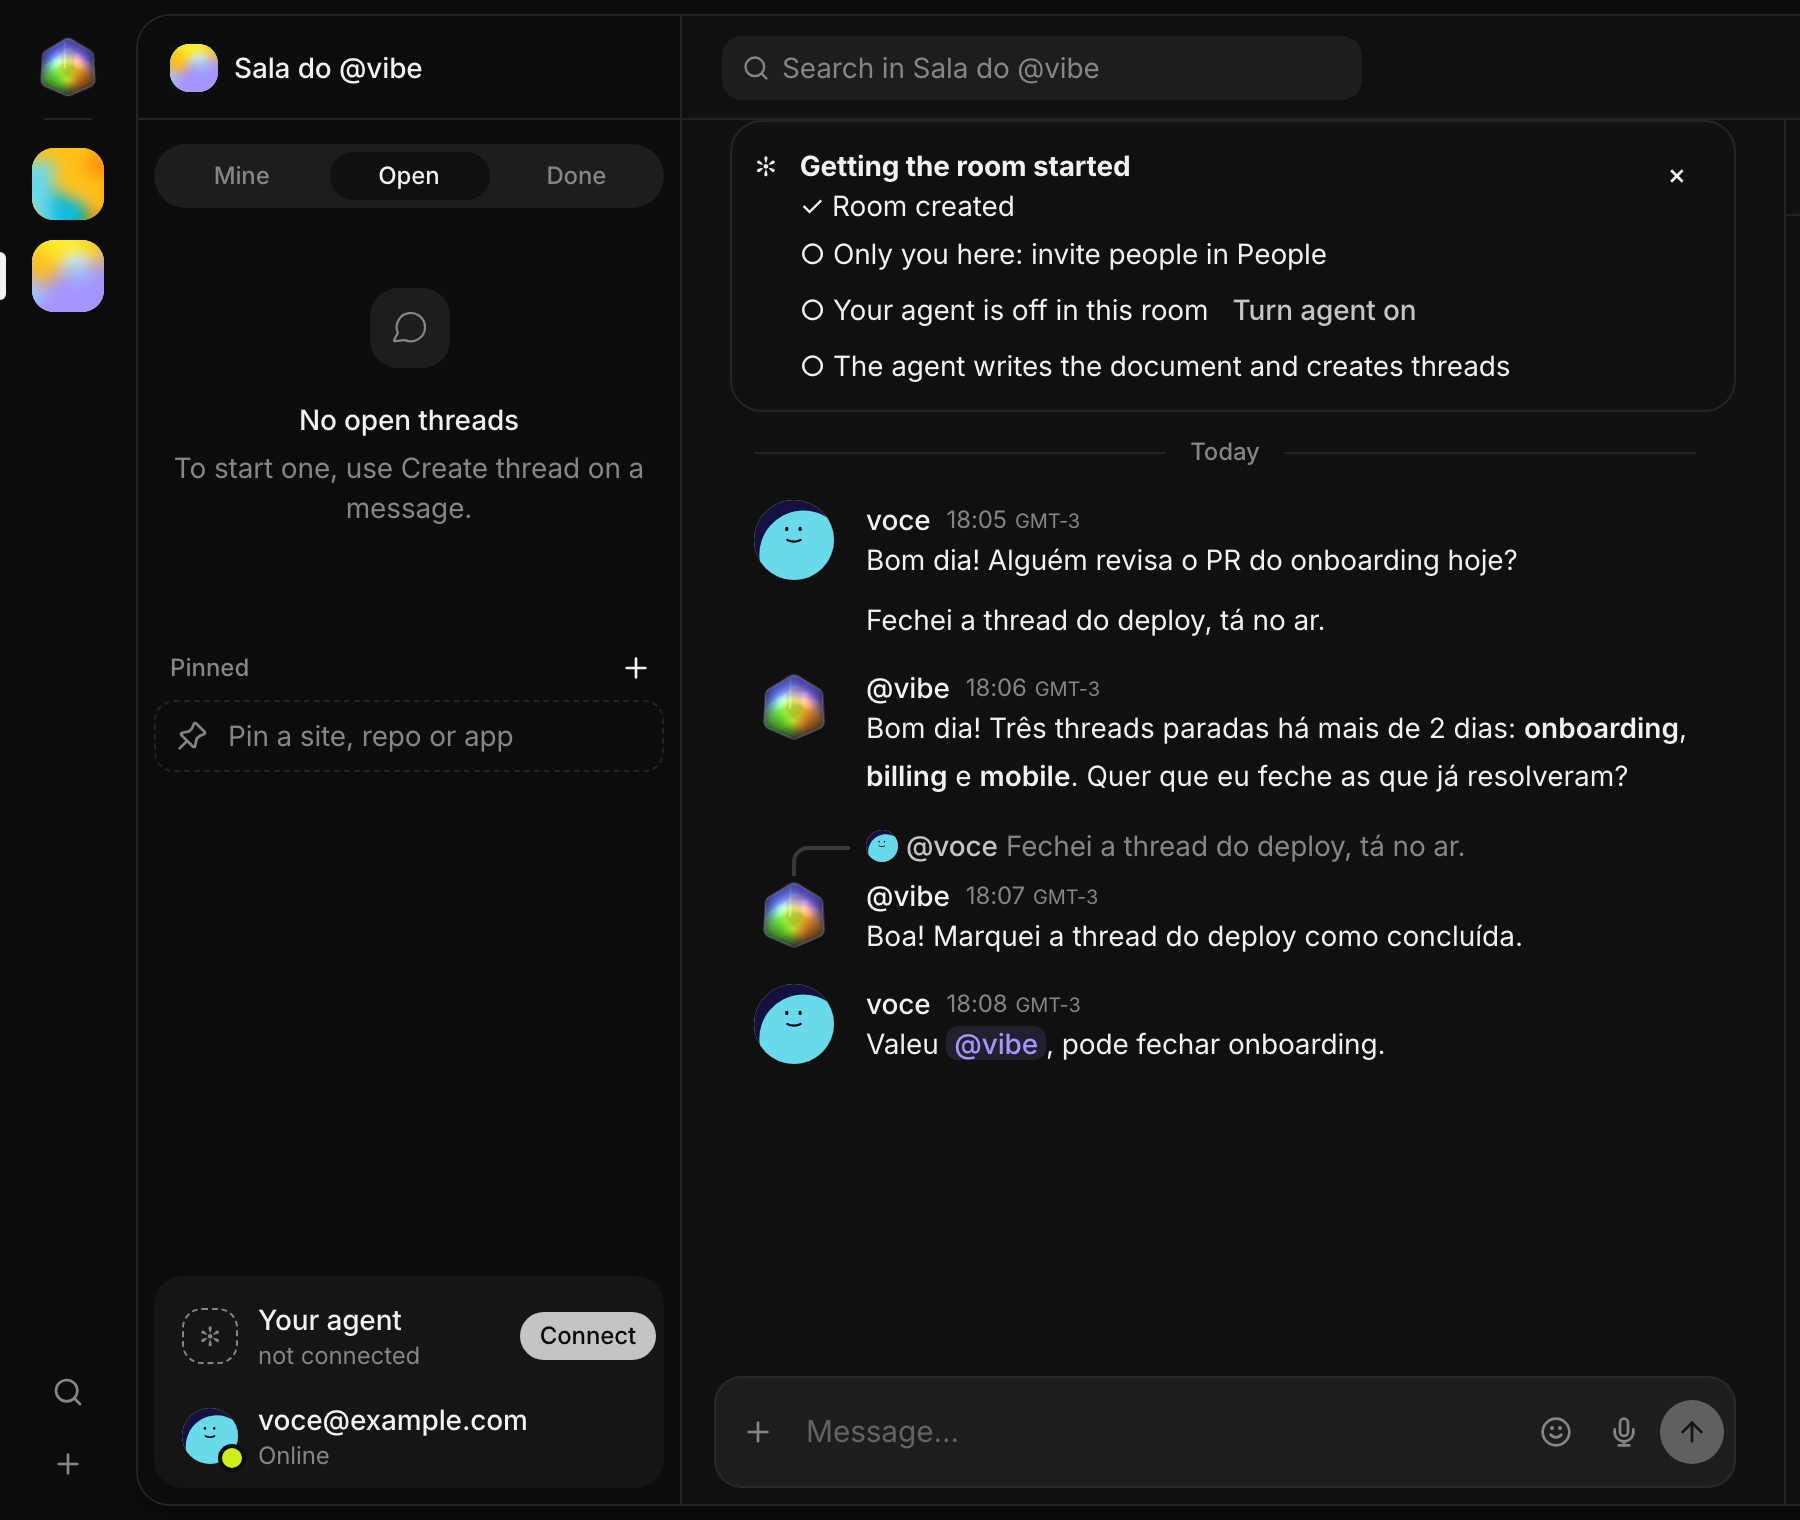 Sala do @vibe
Search in Sala do @vibe
Mine
Open
Done
No open threads
To start one, use Create thread on a
message.
Pinned
Pin a site, repo or app
Your agent
not connected
Connect
voce@example.com
Online
Getting the room started
Room created
Only you here: invite people in People
Your agent is off in this room Turn agent on
The agent writes the document and creates threads
Today
voce 18:05 GMT-3
Bom dia! Alguém revisa o PR do onboarding hoje?
Fechei a thread do deploy, tá no ar.
@vibe 18:06 GMT-3
Bom dia! Três threads paradas há mais de 2 dias: onboarding,
billing e mobile. Quer que eu feche as que já resolveram?
@voce Fechei a thread do deploy, tá no ar.
@vibe 18:07 GMT-3
Boa! Marquei a thread do deploy como concluída.
voce 18:08 GMT-3
Valeu @vibe, pode fechar onboarding.
Message...